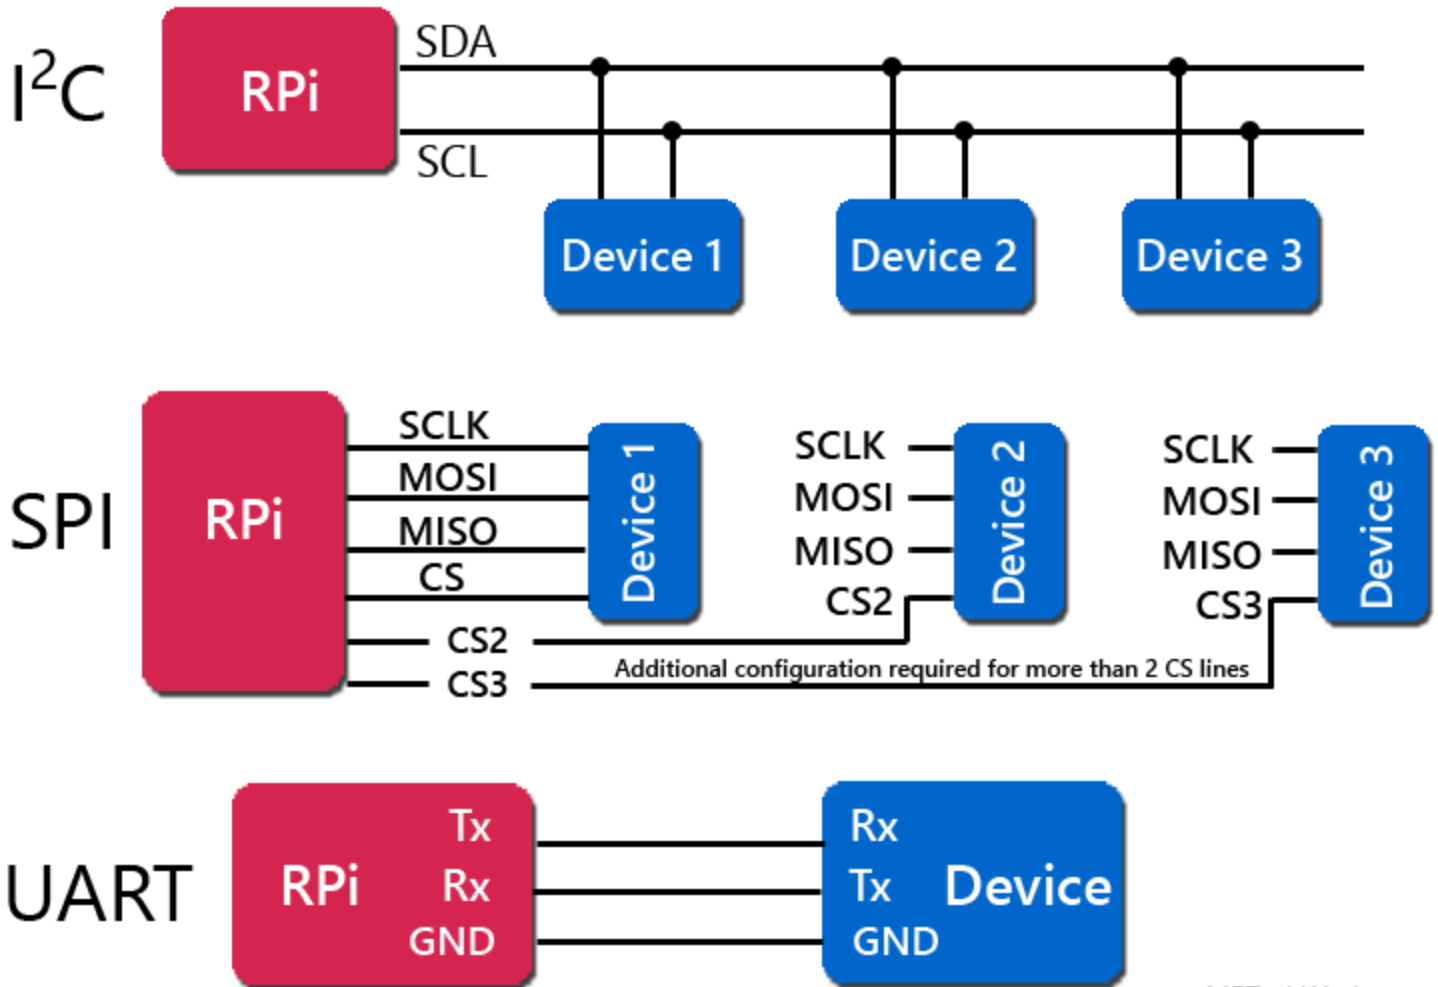 I²C
RPi
SDA
SCL
Device 1
Device 2
Device 3
SPI
RPi
SCLK
MOSI
MISO
CS
CS2
CS3
Device 1
SCLK
MOSI
MISO
CS2
Device 2
SCLK
MOSI
MISO
CS3
Device 3
Additional configuration required for more than 2 CS lines
UART
RPi
Tx
Rx
GND
Rx
Tx
GND
Device